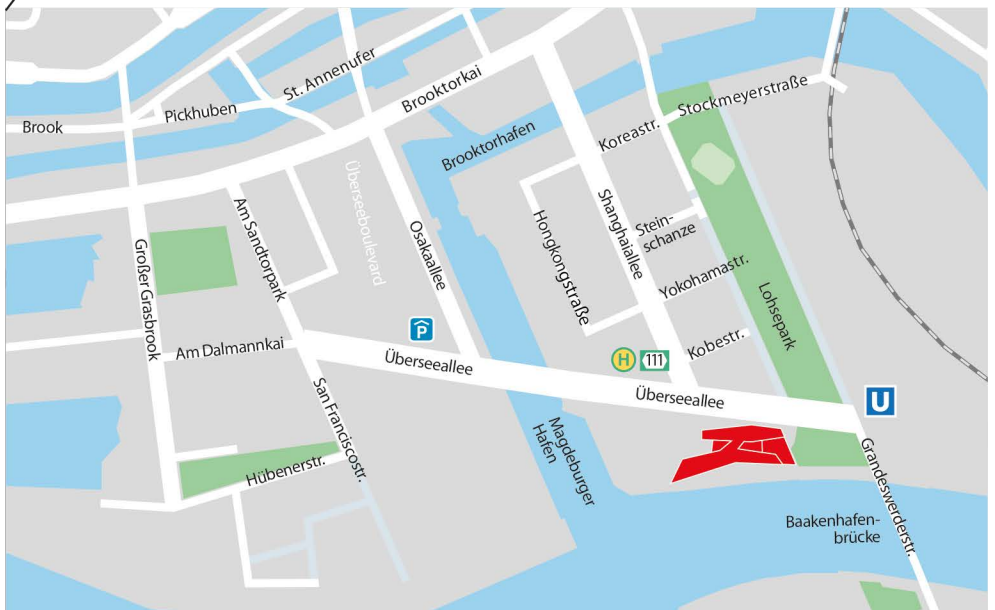 St. Annenufer
Brooktorkai
Pickhuben
Brook
Stockmeyerstraße
Koreastr.
Brooktorhafen
Überseeboulevard
Am Sandtorpark
Osakaallee
Hongkongstraße
Shanghaiallee
Stein-
schanze
Großer Grasbrook
Yokohamastr.
Lohsepark
P
Am Dalmannkai
Überseeallee
H
111
Kobestr.
Überseeallee
U
San Franciscostr.
Magdeburger
Hafen
Hübenerstr.
Grandeswerderstr.
Baakenhafen-
brücke